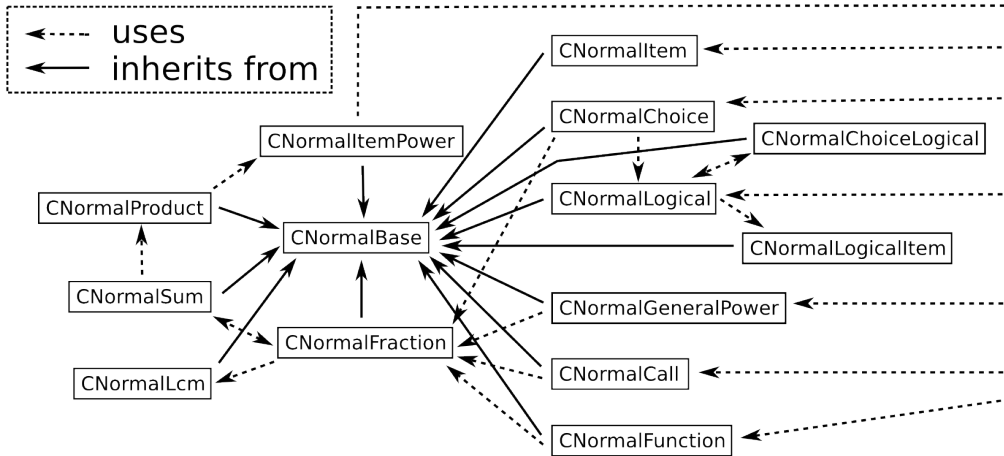 uses
inherits from
CNormalItem
CNormalChoice
CNormalItemPower
CNormalChoiceLogical
CNormalProduct
CNormalLogical
CNormalBase
CNormalLogicalItem
CNormalSum
CNormalGeneralPower
CNormalFraction
CNormalLcm
CNormalCall
CNormalFunction